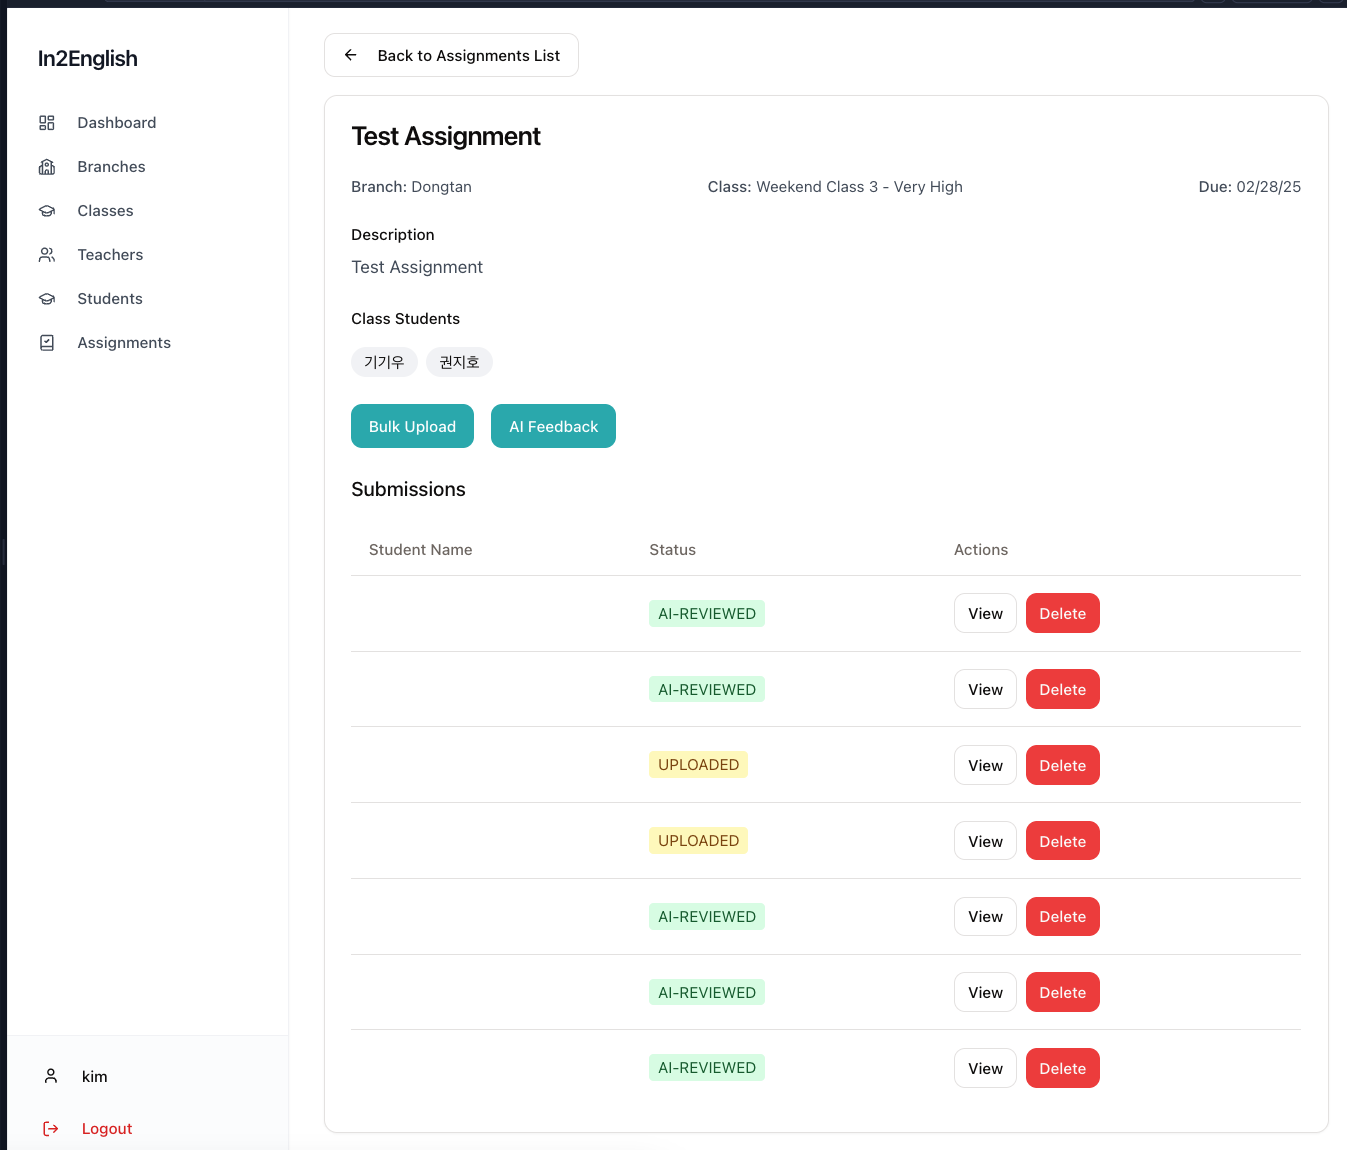 In2English
Dashboard
Branches
Classes
Teachers
Students
Assignments
kim
Logout
Back to Assignments List
Test Assignment
Branch: Dongtan Class: Weekend Class 3 - Very High Due: 02/28/25
Description
Test Assignment
Class Students
기기우 권지호
Bulk Upload AI Feedback
Submissions
Student Name Status Actions
AI-REVIEWED View Delete
AI-REVIEWED View Delete
UPLOADED View Delete
UPLOADED View Delete
AI-REVIEWED View Delete
AI-REVIEWED View Delete
AI-REVIEWED View Delete